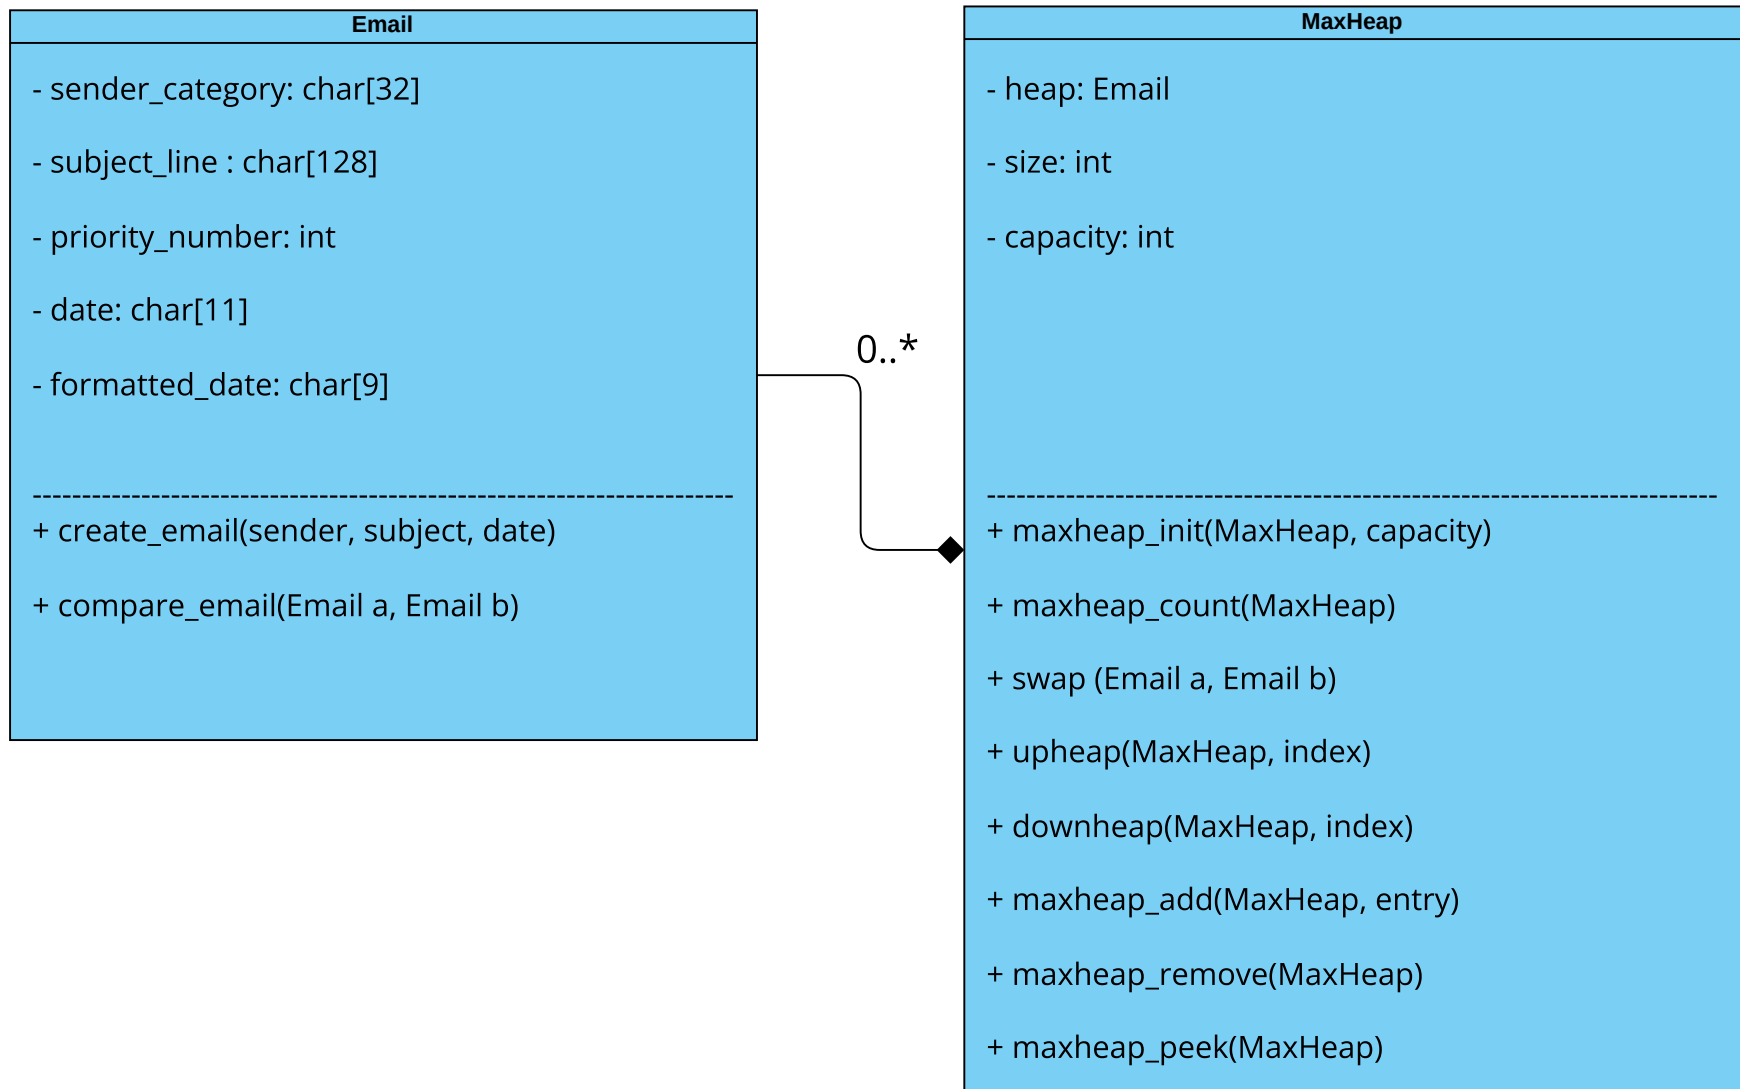 Email
- sender_category: char[32]
- subject_line : char[128]
- priority_number: int
- date: char[11]
- formatted_date: char[9]
-----------------------------------------------------------------------
+ create_email(sender, subject, date)
+ compare_email(Email a, Email b)
0..*
MaxHeap
- heap: Email
- size: int
- capacity: int
--------------------------------------------------------------------------
+ maxheap_init(MaxHeap, capacity)
+ maxheap_count(MaxHeap)
+ swap (Email a, Email b)
+ upheap(MaxHeap, index)
+ downheap(MaxHeap, index)
+ maxheap_add(MaxHeap, entry)
+ maxheap_remove(MaxHeap)
+ maxheap_peek(MaxHeap)